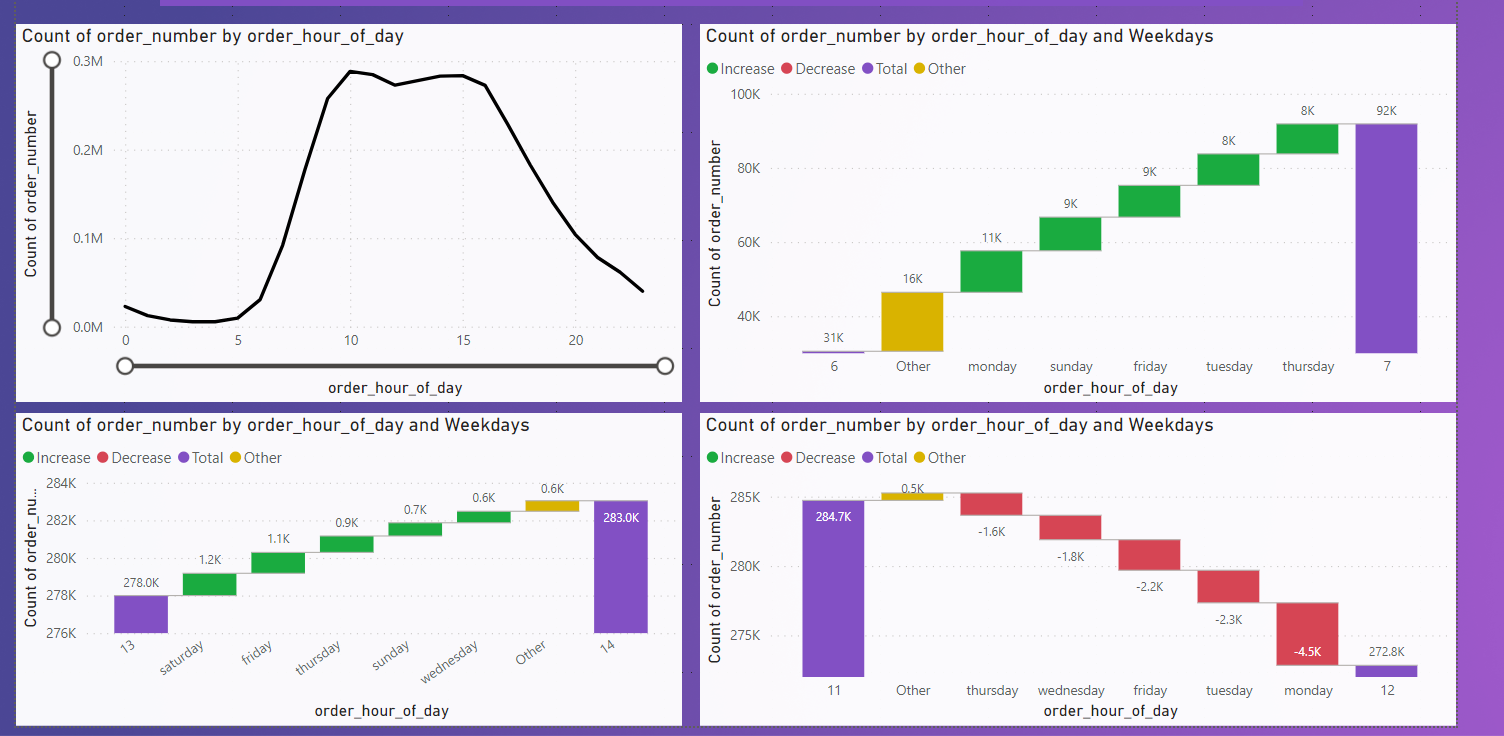 Count of order_number by order_hour_of_day
Count of order_number
0.3M
0.2M
0.1M
0.0M
0 5 10 15 20
order_hour_of_day
Count of order_number by order_hour_of_day and Weekdays
Increase Decrease Total Other
Count of order_number
100K
80K
60K
40K
31K 16K 11K 9K 9K 8K 8K 92K
6 Other monday sunday friday tuesday thursday 7
order_hour_of_day
Count of order_number by order_hour_of_day and Weekdays
Increase Decrease Total Other
Count of order_nu...
284K
282K
280K
278K
276K
278.0K 1.2K 1.1K 0.9K 0.7K 0.6K 0.6K 283.0K
13 saturday friday thursday sunday wednesday Other 14
order_hour_of_day
Count of order_number by order_hour_of_day and Weekdays
Increase Decrease Total Other
Count of order_number
285K
280K
275K
284.7K 0.5K -1.6K -1.8K -2.2K -2.3K -4.5K 272.8K
11 Other thursday wednesday friday tuesday monday 12
order_hour_of_day